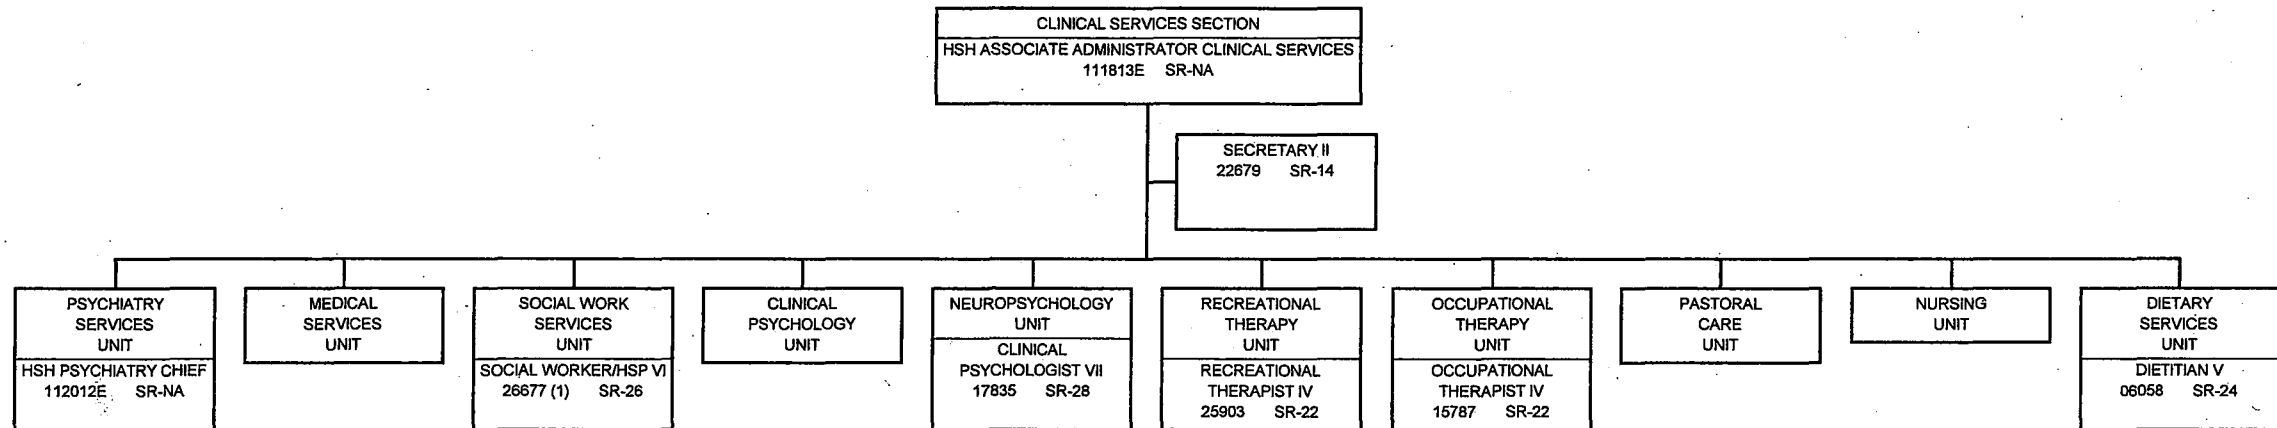 CLINICAL SERVICES SECTION
HSH ASSOCIATE ADMINISTRATOR CLINICAL SERVICES
111813E SR-NA
SECRETARY II
22679 SR-14
PSYCHIATRY
SERVICES
UNIT
HSH PSYCHIATRY CHIEF
112012E SR-NA
MEDICAL
SERVICES
UNIT
SOCIAL WORK
SERVICES
UNIT
SOCIAL WORKER/HSP VI
26677 (1) SR-26
CLINICAL
PSYCHOLOGY
UNIT
NEUROPSYCHOLOGY
UNIT
CLINICAL
PSYCHOLOGIST VII
17835 SR-28
RECREATIONAL
THERAPY
UNIT
RECREATIONAL
THERAPIST IV
25903 SR-22
OCCUPATIONAL
THERAPY
UNIT
OCCUPATIONAL
THERAPIST IV
15787 SR-22
PASTORAL
CARE
UNIT
NURSING
UNIT
DIETARY
SERVICES
UNIT
DIETITIAN V
06058 SR-24